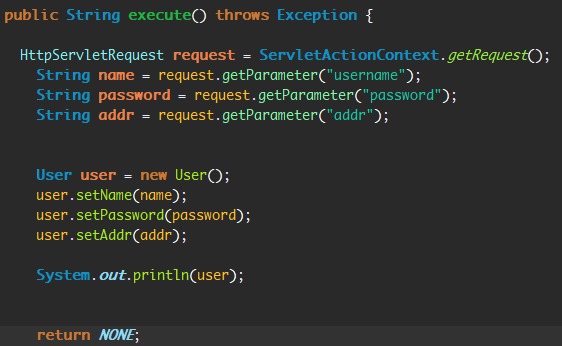 public String execute() throws Exception {
HttpServletRequest request = ServletActionContext.getRequest();
String name = request.getParameter("username");
String password = request.getParameter("password");
String addr = request.getParameter("addr");
User user = new User();
user.setName(name);
user.setPassword(password);
user.setAddr(addr);
System.out.println(user);
return NONE;